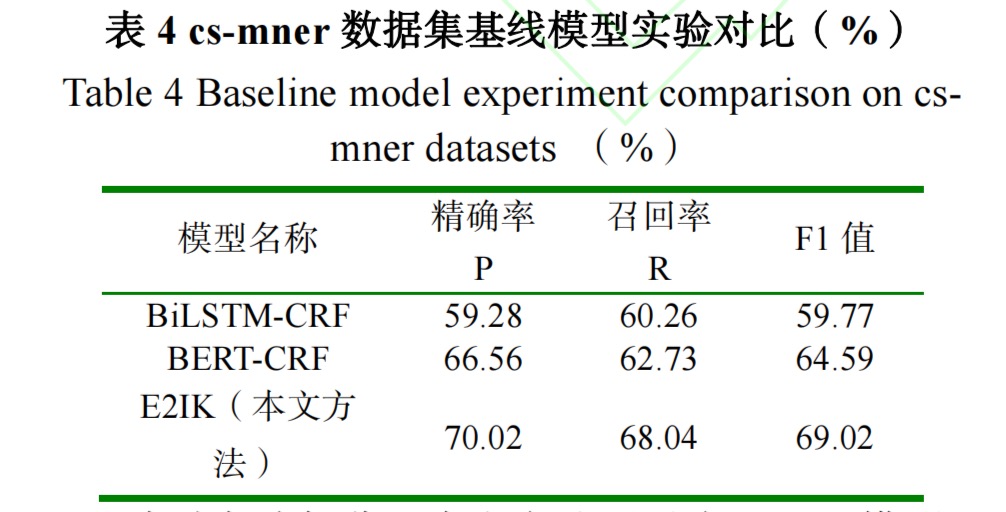 表 4 cs-mner 数据集基线模型实验对比（%）
Table 4 Baseline model experiment comparison on cs-
mner datasets （%）
模型名称 精确率 P 召回率 R F1 值
BiLSTM-CRF 59.28 60.26 59.77
BERT-CRF 66.56 62.73 64.59
E2IK（本文方法） 70.02 68.04 69.02